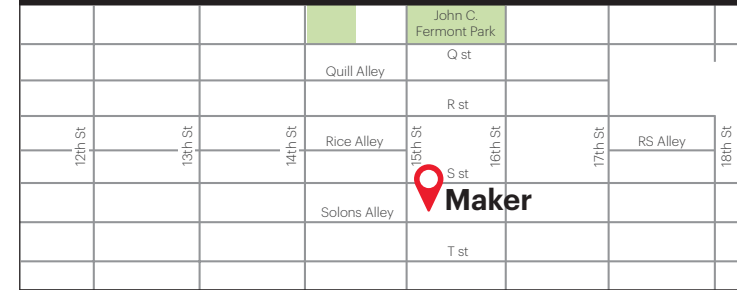 John C.
Fermont Park
Q st
Quill Alley
R st
12th St
13th St
14th St
Rice Alley
15th St
16th St
17th St
RS Alley
18th St
S st
Maker
Solons Alley
T st